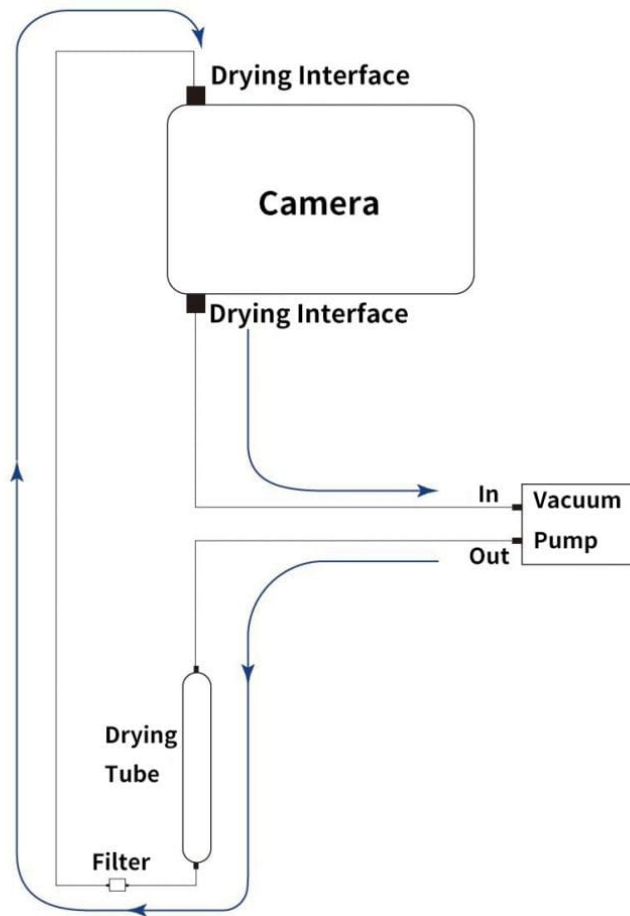 Drying Interface
Camera
Drying Interface
In
Vacuum
Pump
Out
Drying
Tube
Filter